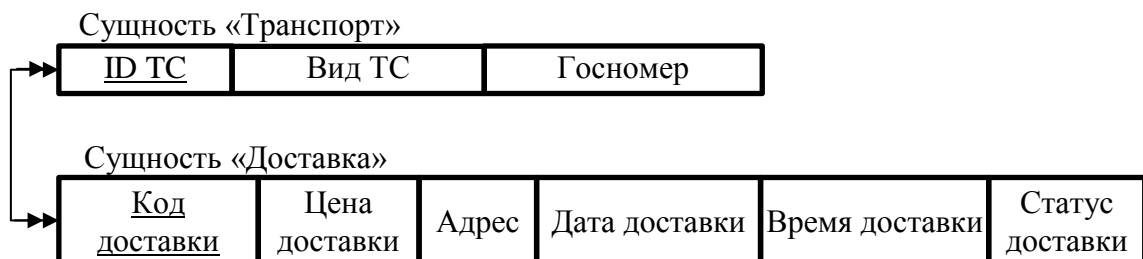 Сущность «Транспорт»
ID ТС Вид ТС Госномер
Сущность «Доставка»
Код доставки Цена доставки Адрес Дата доставки Время доставки Статус доставки